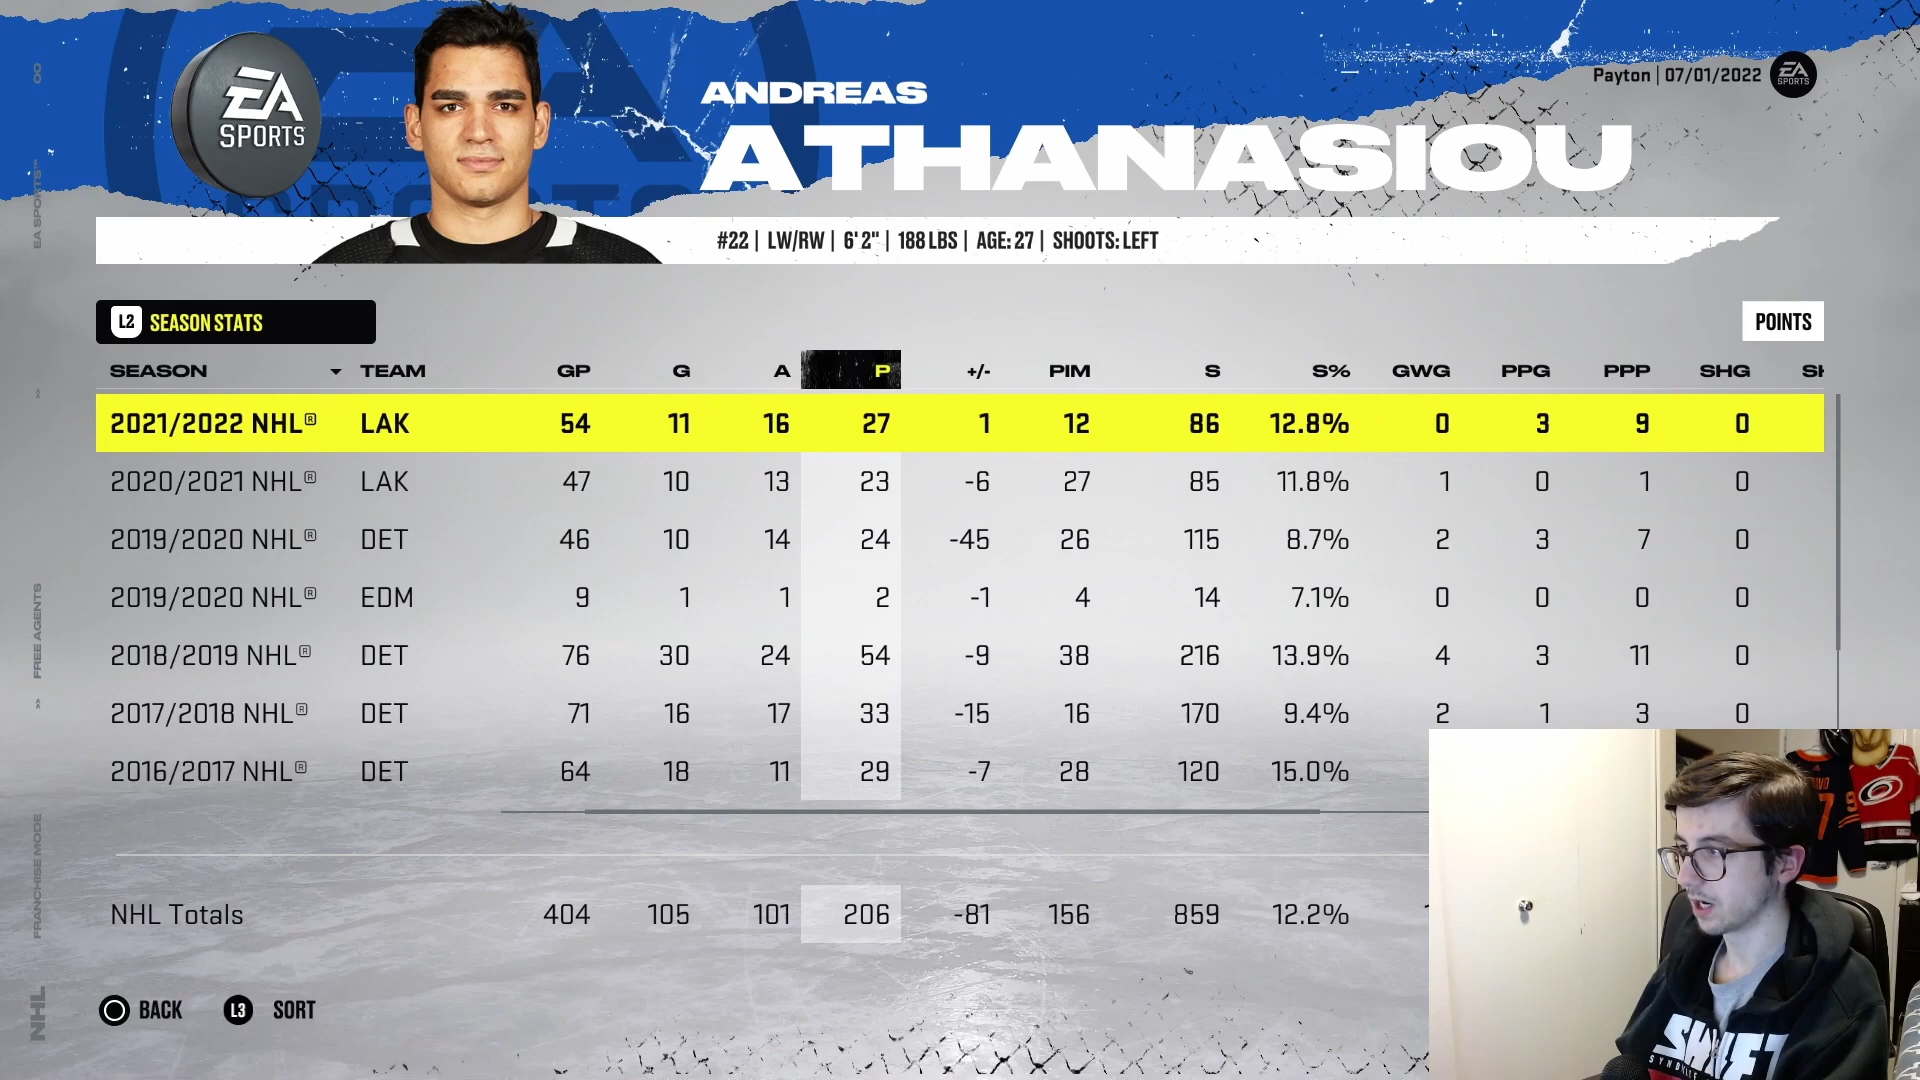 EA
SPORTS
ANDREAS
ATHANASIOU
Payton | 07/01/2022
EA
SPORTS
#22 | LW/RW | 6' 2" | 188 LBS | AGE: 27 | SHOOTS: LEFT
L2 SEASON STATS
POINTS
SEASON TEAM GP G A P +/- PIM S S% GWG PPG PPP SHG
2021/2022 NHL® LAK 54 11 16 27 1 12 86 12.8% 0 3 9 0
2020/2021 NHL® LAK 47 10 13 23 -6 27 85 11.8% 1 0 1 0
2019/2020 NHL® DET 46 10 14 24 -45 26 115 8.7% 2 3 7 0
2019/2020 NHL® EDM 9 1 1 2 -1 4 14 7.1% 0 0 0 0
2018/2019 NHL® DET 76 30 24 54 -9 38 216 13.9% 4 3 11 0
2017/2018 NHL® DET 71 16 17 33 -15 16 170 9.4% 2 1 3 0
2016/2017 NHL® DET 64 18 11 29 -7 28 120 15.0%
NHL Totals 404 105 101 206 -81 156 859 12.2%
BACK L3 SORT
NHL FRANCHISE MODE >> FREE AGENTS >> EA SPORTS™